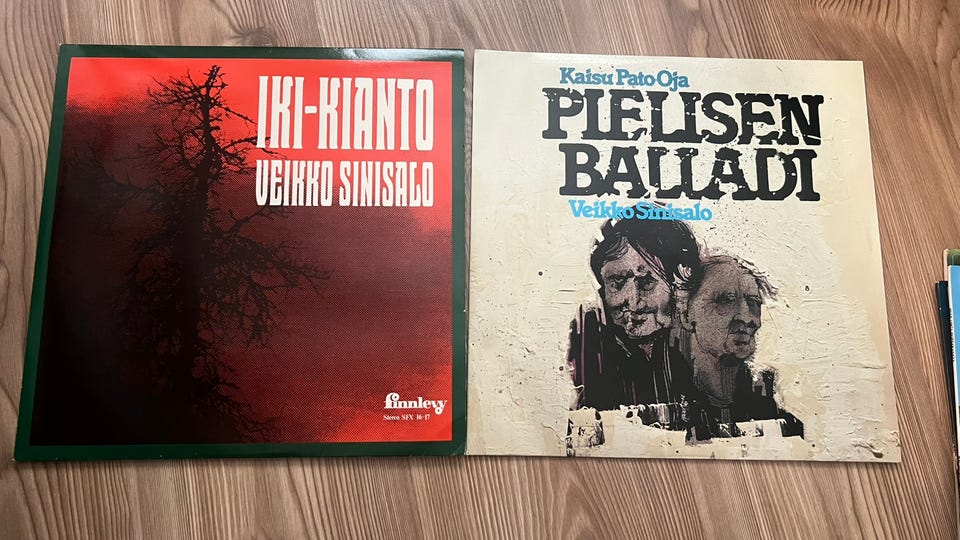 IKI-KIANTO
VEIKKO SINISALO
finnlevy
Stereo SFX 16-17
Kaisu Pato-Oja
PIELISEN
BALLADI
Veikko Sinisalo